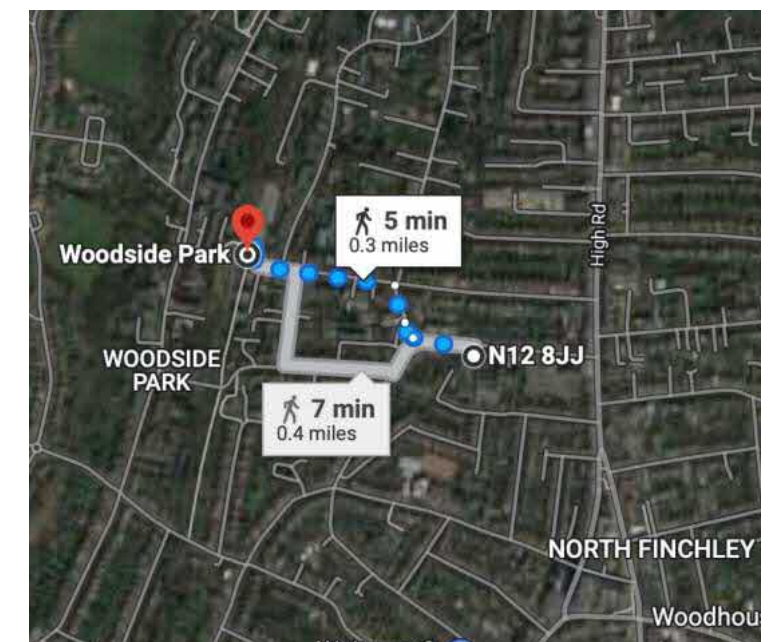 High Rd
5 min
0.3 miles
Woodside Park
WOODSIDE
PARK
N12 8JJ
7 min
0.4 miles
NORTH FINCHLEY
Woodhou